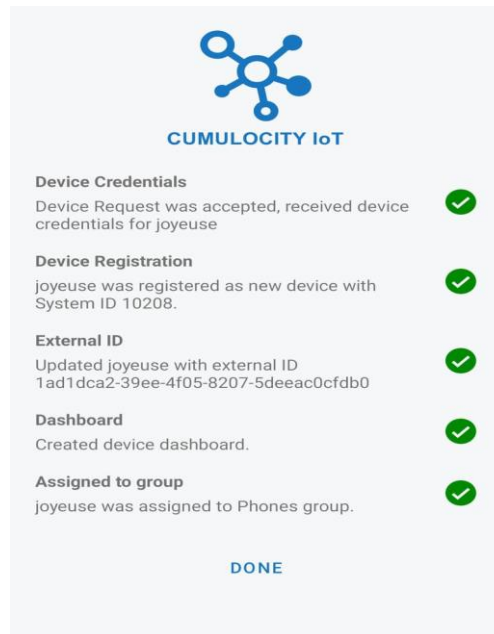 CUMULOCITY IoT
Device Credentials
Device Request was accepted, received device
credentials for joyeuse
Device Registration
joyeuse was registered as new device with
System ID 10208.
External ID
Updated joyeuse with external ID
1ad1dca2-39ee-4f05-8207-5deeac0cfdb0
Dashboard
Created device dashboard.
Assigned to group
joyeuse was assigned to Phones group.
DONE